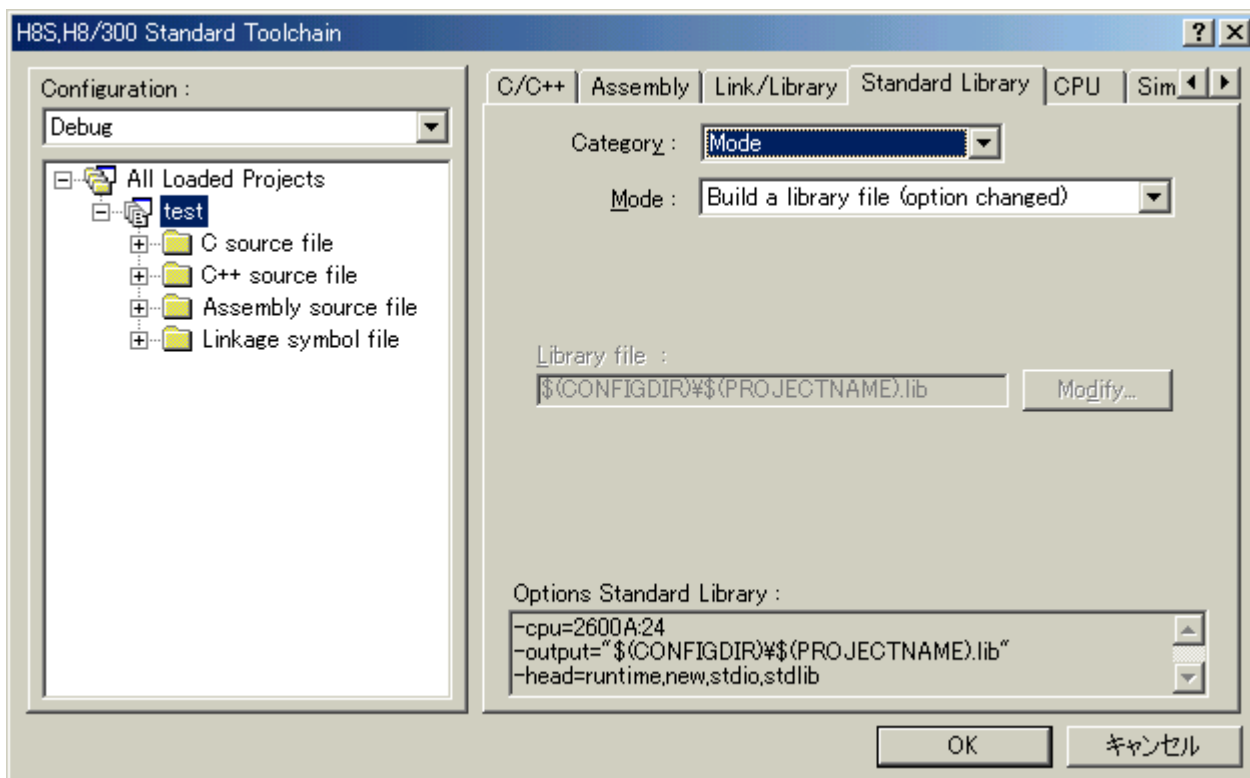 H8S,H8/300 Standard Toolchain
Configuration :
Debug
All Loaded Projects
test
C source file
C++ source file
Assembly source file
Linkage symbol file
C/C++ Assembly Link/Library Standard Library CPU Sim
Category : Mode
Mode : Build a library file (option changed)
Library file :
$(CONFIGDIR)¥$(PROJECTNAME).lib Modify...
Options Standard Library :
-cpu=2600A:24
-output="$(CONFIGDIR)¥$(PROJECTNAME).lib"
-head=runtime,new,stdio,stdlib
OK キャンセル